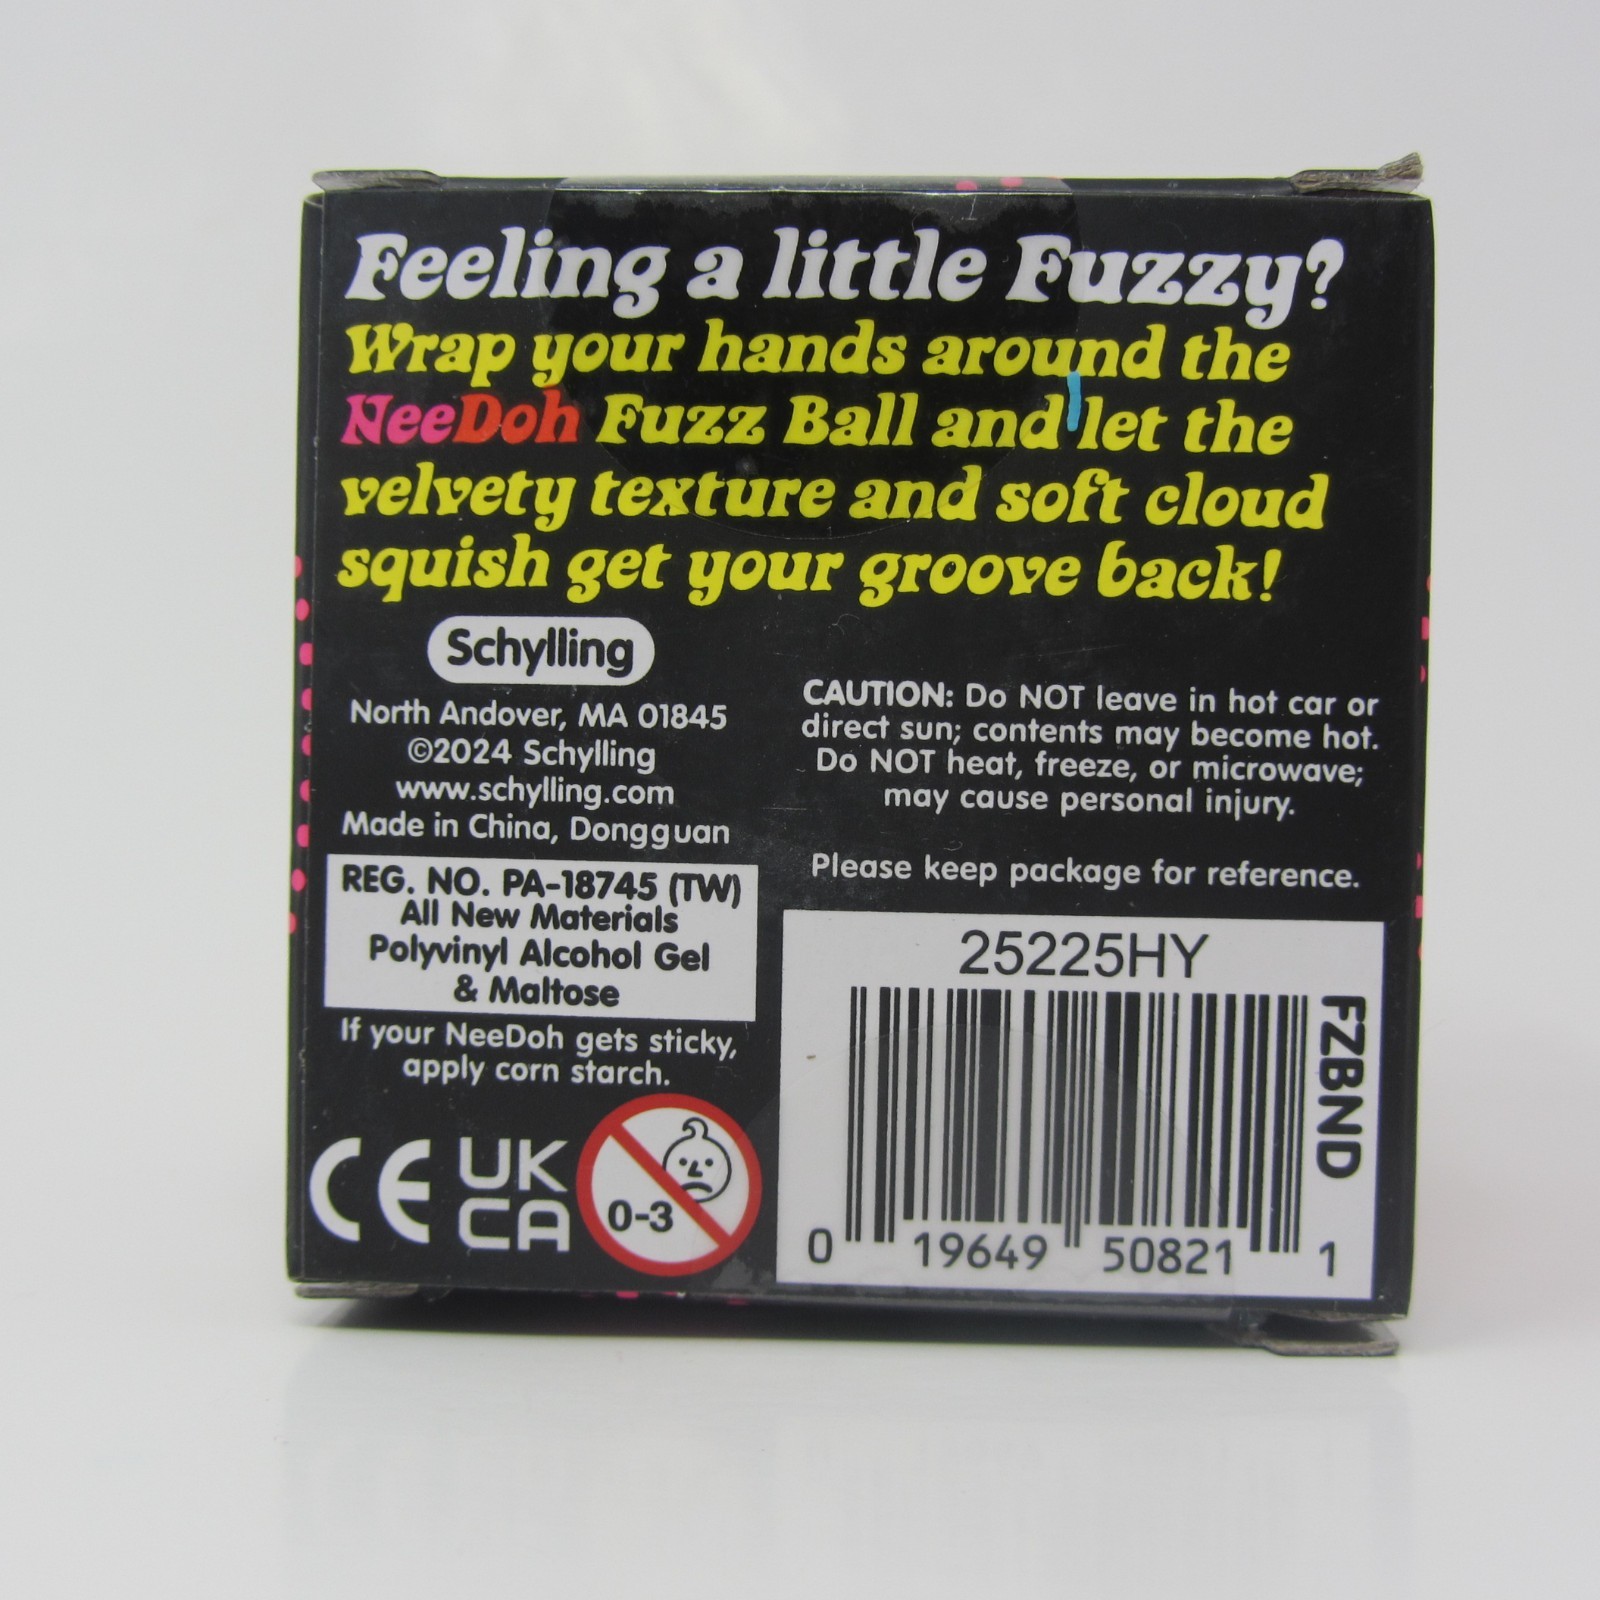 Feeling a little Fuzzy?
Wrap your hands around the
NeeDoh Fuzz Ball and let the
velvety texture and soft cloud
squish get your groove back!
Schylling
North Andover, MA 01845
©2024 Schylling
www.schylling.com
Made in China, Dongguan
REG. NO. PA-18745 (TW)
All New Materials
Polyvinyl Alcohol Gel
& Maltose
If your NeeDoh gets sticky,
apply corn starch.
CE
UK
CA
0-3
CAUTION: Do NOT leave in hot car or
direct sun; contents may become hot.
Do NOT heat, freeze, or microwave;
may cause personal injury.
Please keep package for reference.
25225HY
FZBND
0 19649 50821 1